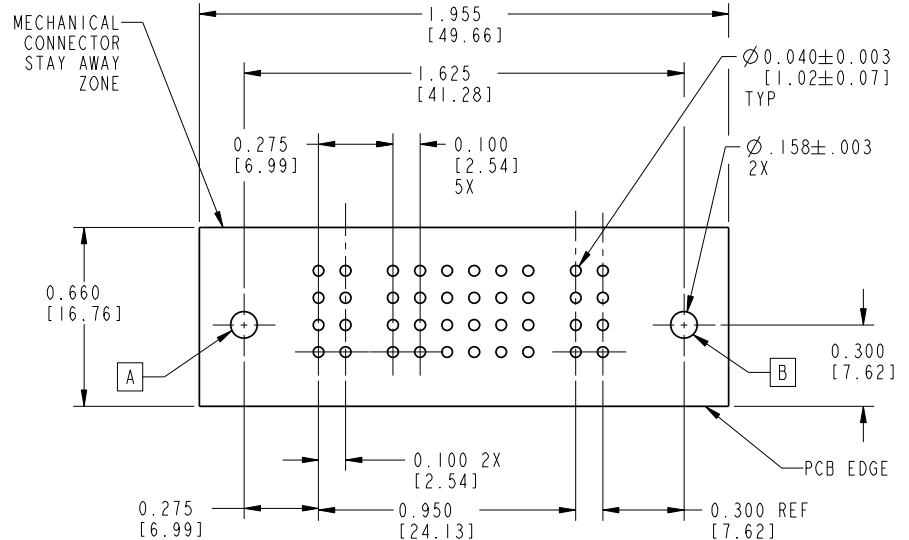 MECHANICAL
CONNECTOR
STAY AWAY
ZONE
1.955
[49.66]
1.625
[41.28]
Ø 0.040±0.003
[1.02±0.07]
TYP
0.275
[6.99]
0.100
[2.54]
5X
Ø .158±.003
2X
0.660
[16.76]
A
B
0.300
[7.62]
PCB EDGE
0.100 2X
[2.54]
0.275
[6.99]
0.950
[24.13]
0.300 REF
[7.62]